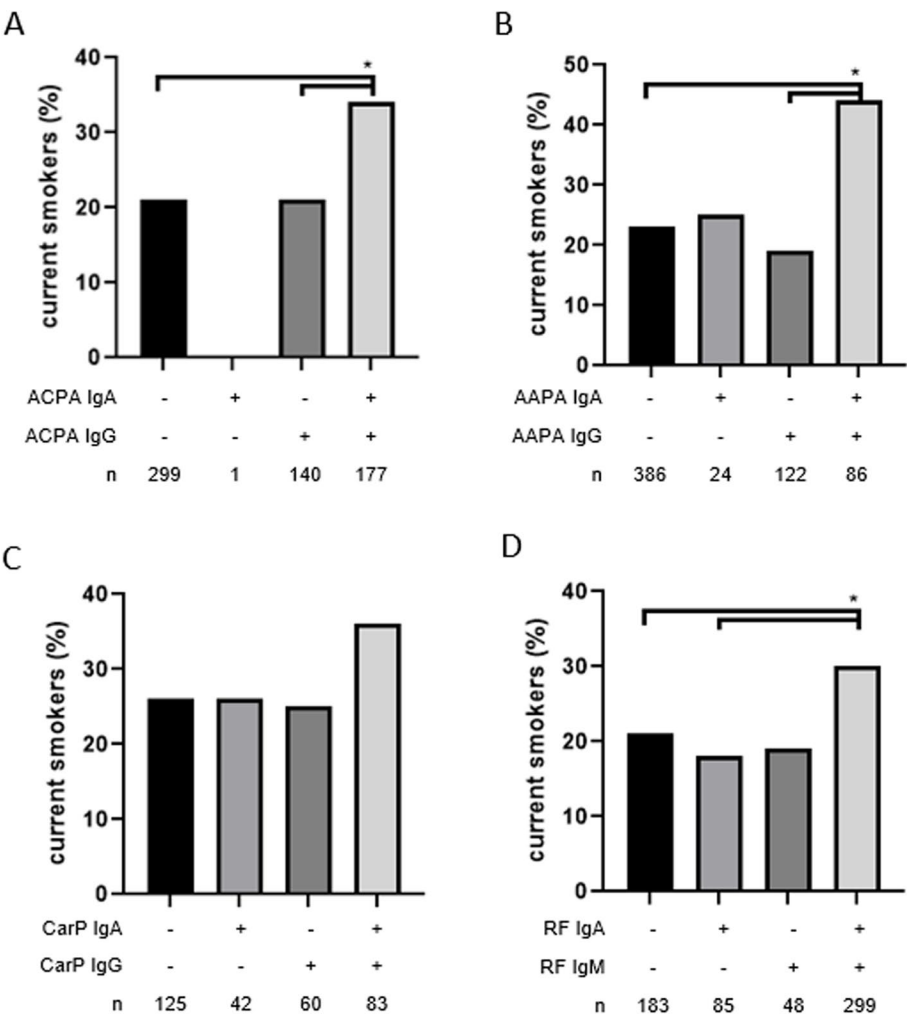 A
current smokers (%)
40
30
20
10
0
*
ACPA IgA - + - +
ACPA IgG - - + +
n 299 1 140 177
B
current smokers (%)
50
40
30
20
10
0
*
AAPA IgA - + - +
AAPA IgG - - + +
n 386 24 122 86
C
current smokers (%)
40
30
20
10
0
CarP IgA - + - +
CarP IgG - - + +
n 125 42 60 83
D
current smokers (%)
40
30
20
10
0
*
RF IgA - + - +
RF IgM - - + +
n 183 85 48 299